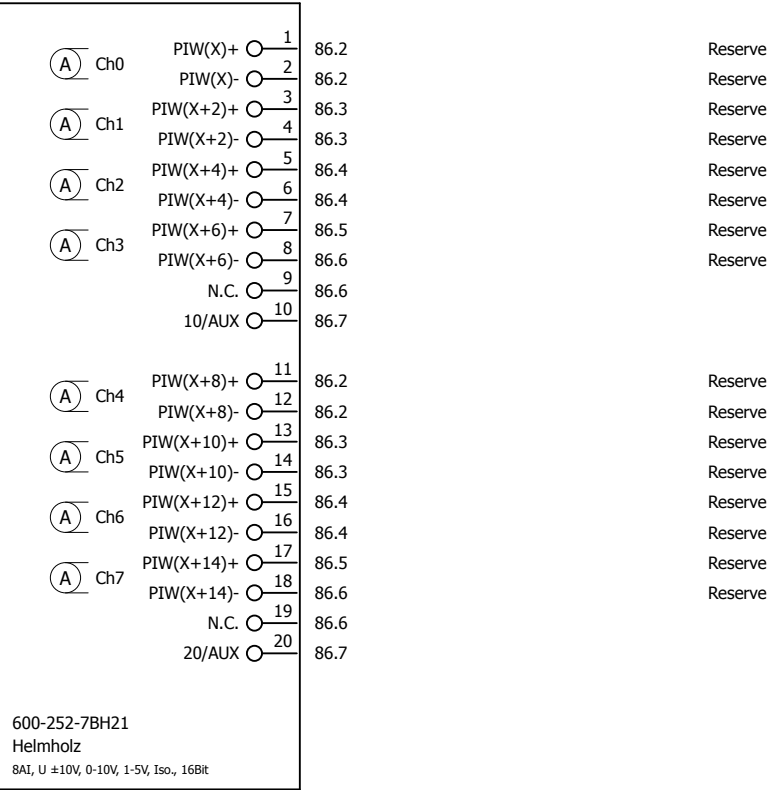 PIW(X)+ 1 86.2 Reserve
A Ch0
PIW(X)- 2 86.2 Reserve
PIW(X+2)+ 3 86.3 Reserve
A Ch1
PIW(X+2)- 4 86.3 Reserve
PIW(X+4)+ 5 86.4 Reserve
A Ch2
PIW(X+4)- 6 86.4 Reserve
PIW(X+6)+ 7 86.5 Reserve
A Ch3
PIW(X+6)- 8 86.6 Reserve
N.C. 9 86.6
10/AUX 10 86.7
PIW(X+8)+ 11 86.2 Reserve
A Ch4
PIW(X+8)- 12 86.2 Reserve
PIW(X+10)+ 13 86.3 Reserve
A Ch5
PIW(X+10)- 14 86.3 Reserve
PIW(X+12)+ 15 86.4 Reserve
A Ch6
PIW(X+12)- 16 86.4 Reserve
PIW(X+14)+ 17 86.5 Reserve
A Ch7
PIW(X+14)- 18 86.6 Reserve
N.C. 19 86.6
20/AUX 20 86.7
600-252-7BH21
Helmholz
8AI, U ±10V, 0-10V, 1-5V, Iso., 16Bit